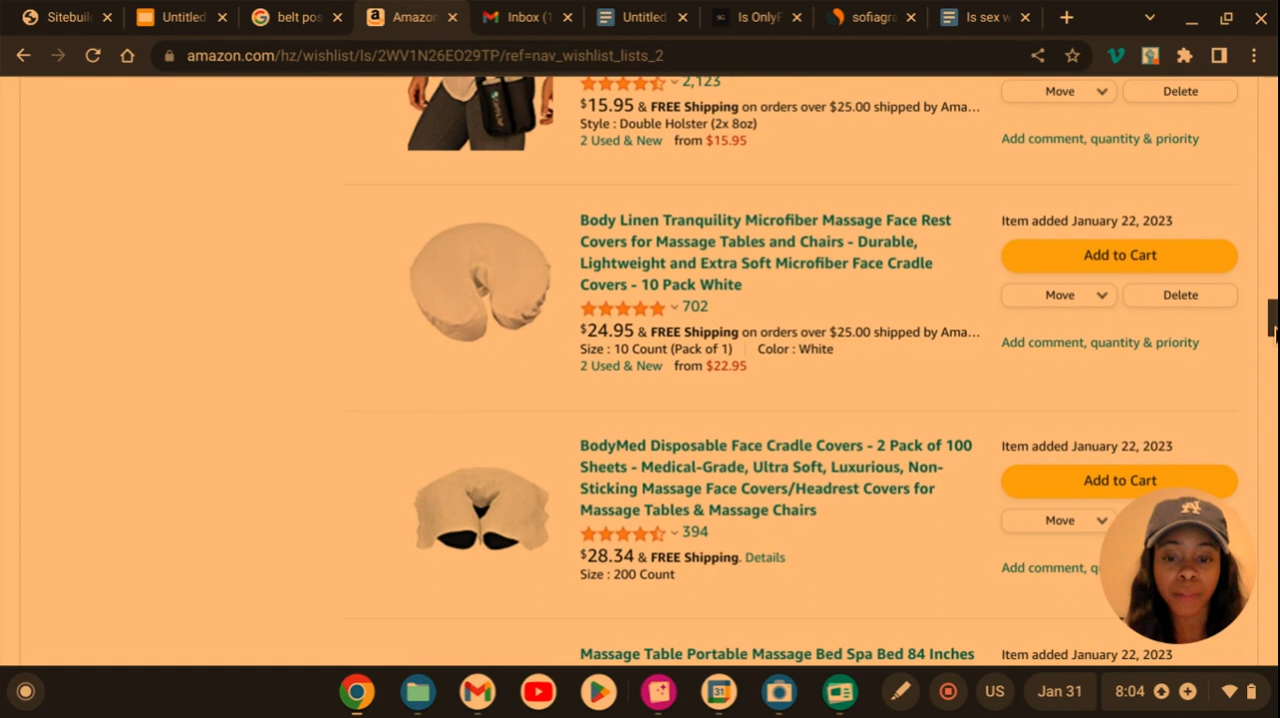 Sitebuil
Untitled
belt pos
Amazon
Inbox (1
Untitled
Is OnlyF
sofiagra
Is sex w
amazon.com/hz/wishlist/ls/2WV1N26EO29TP/ref=nav_wishlist_lists_2
2,123
$15.95 & FREE Shipping on orders over $25.00 shipped by Ama...
Style : Double Holster (2x 8oz)
2 Used & New from $15.95
Move
Delete
Add comment, quantity & priority
Body Linen Tranquility Microfiber Massage Face Rest
Covers for Massage Tables and Chairs - Durable,
Lightweight and Extra Soft Microfiber Face Cradle
Covers - 10 Pack White
702
$24.95 & FREE Shipping on orders over $25.00 shipped by Ama...
Size : 10 Count (Pack of 1) Color : White
2 Used & New from $22.95
Item added January 22, 2023
Add to Cart
Move
Delete
Add comment, quantity & priority
BodyMed Disposable Face Cradle Covers - 2 Pack of 100
Sheets - Medical-Grade, Ultra Soft, Luxurious, Non-
Sticking Massage Face Covers/Headrest Covers for
Massage Tables & Massage Chairs
394
$28.34 & FREE Shipping. Details
Size : 200 Count
Item added January 22, 2023
Add to Cart
Move
Add comment, q
Massage Table Portable Massage Bed Spa Bed 84 Inches
Item added January 22, 2023
US
Jan 31
8:04